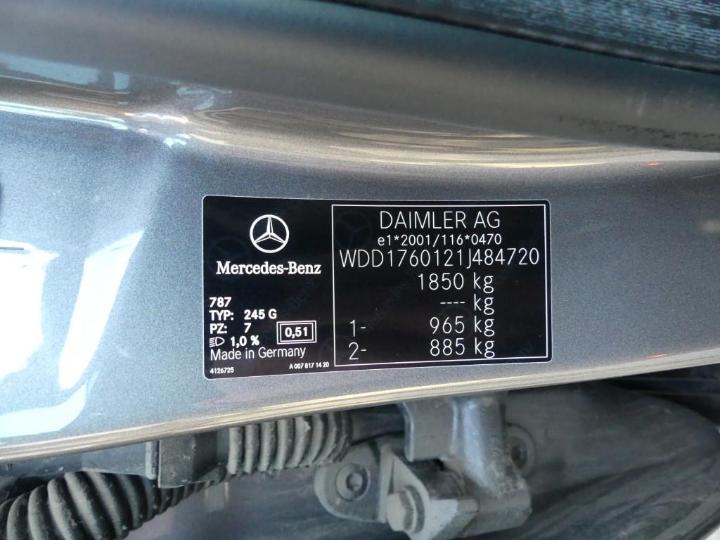 Mercedes-Benz
787
TYP: 245 G
PZ: 7
1,0 %
0,51
Made in Germany
4126725
A 007 817 14 20
DAIMLER AG
e1*2001/116*0470
WDD1760121J484720
1850 kg
---- kg
1- 965 kg
2- 885 kg